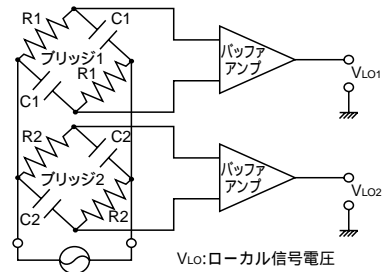 R1
C1
ブリッジ1
C1
R1
バッファ
アンプ
VLO1
R2
C2
ブリッジ2
C2
R2
バッファ
アンプ
VLO2
VLO:ローカル信号電圧